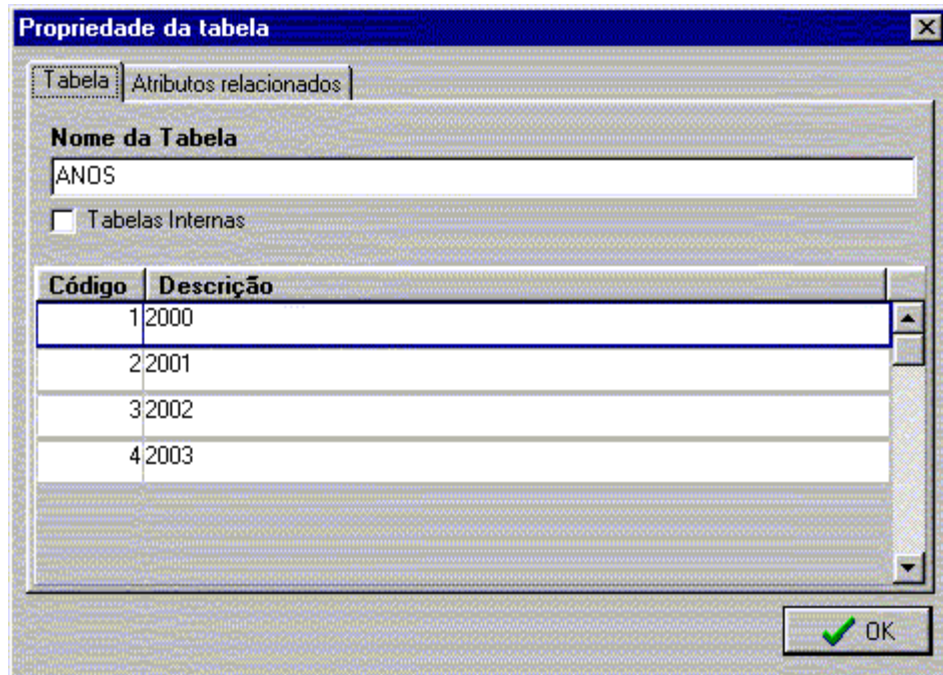 Propriedade da tabela
Tabela Atributos relacionados
Nome da Tabela
ANOS
Tabelas Internas
Código Descrição
1 2000
2 2001
3 2002
4 2003
OK